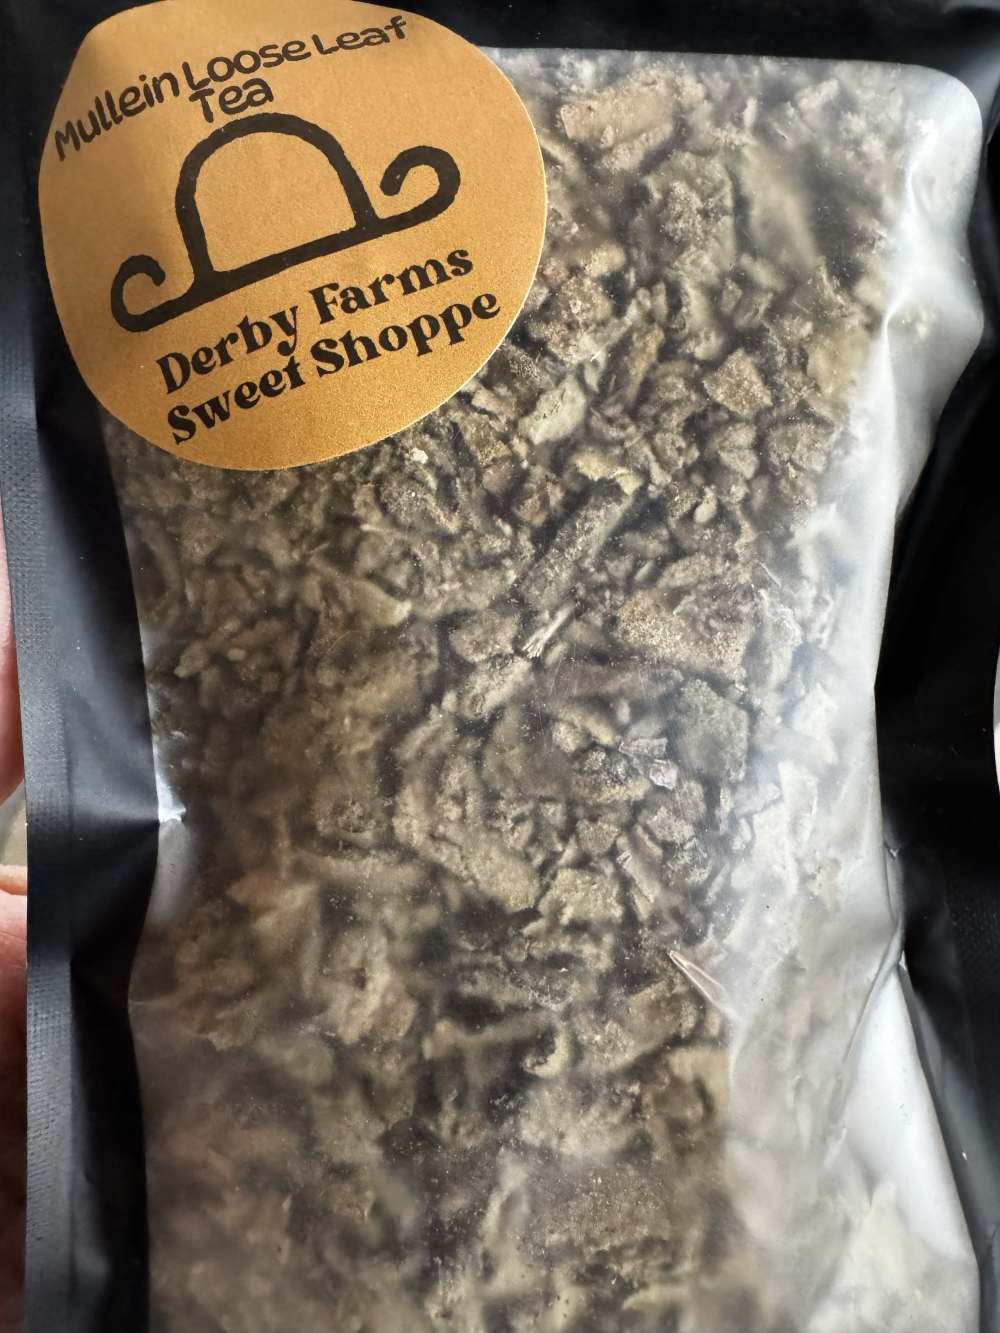 Mullein Loose Leaf
Tea
Derby Farms
Sweet Shoppe